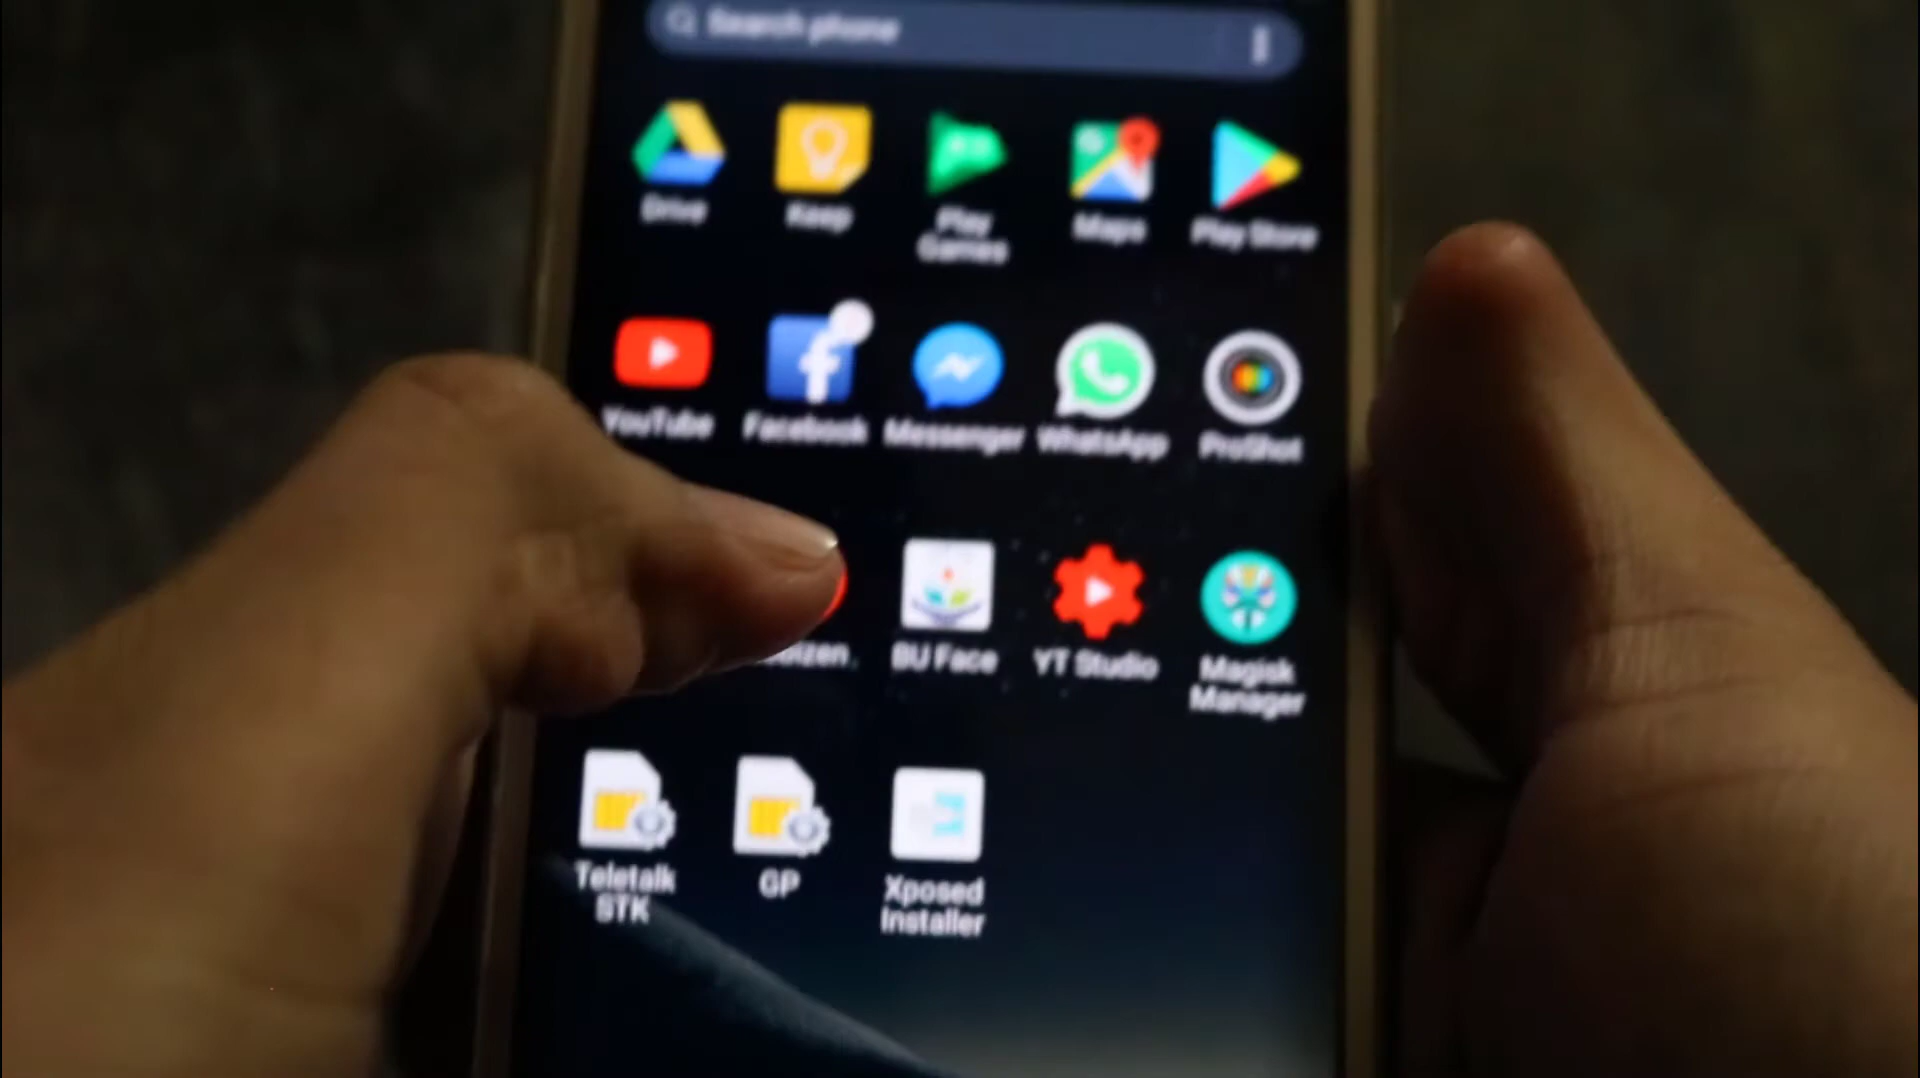 Search phone
Drive
Keep
Play
Games
Maps
Play Store
YouTube
Facebook
Messenger
WhatsApp
ProShot
BU Face
YT Studio
Magisk
Manager
Teletalk
STK
GP
Xposed
Installer